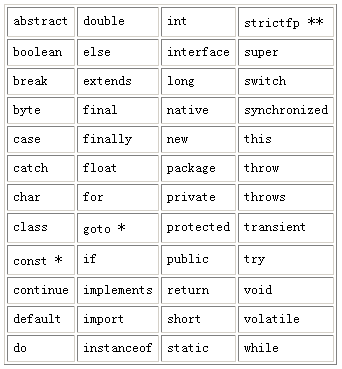 abstract double int strictfp **
boolean else interface super
break extends long switch
byte final native synchronized
case finally new this
catch float package throw
char for private throws
class goto * protected transient
const * if public try
continue implements return void
default import short volatile
do instanceof static while